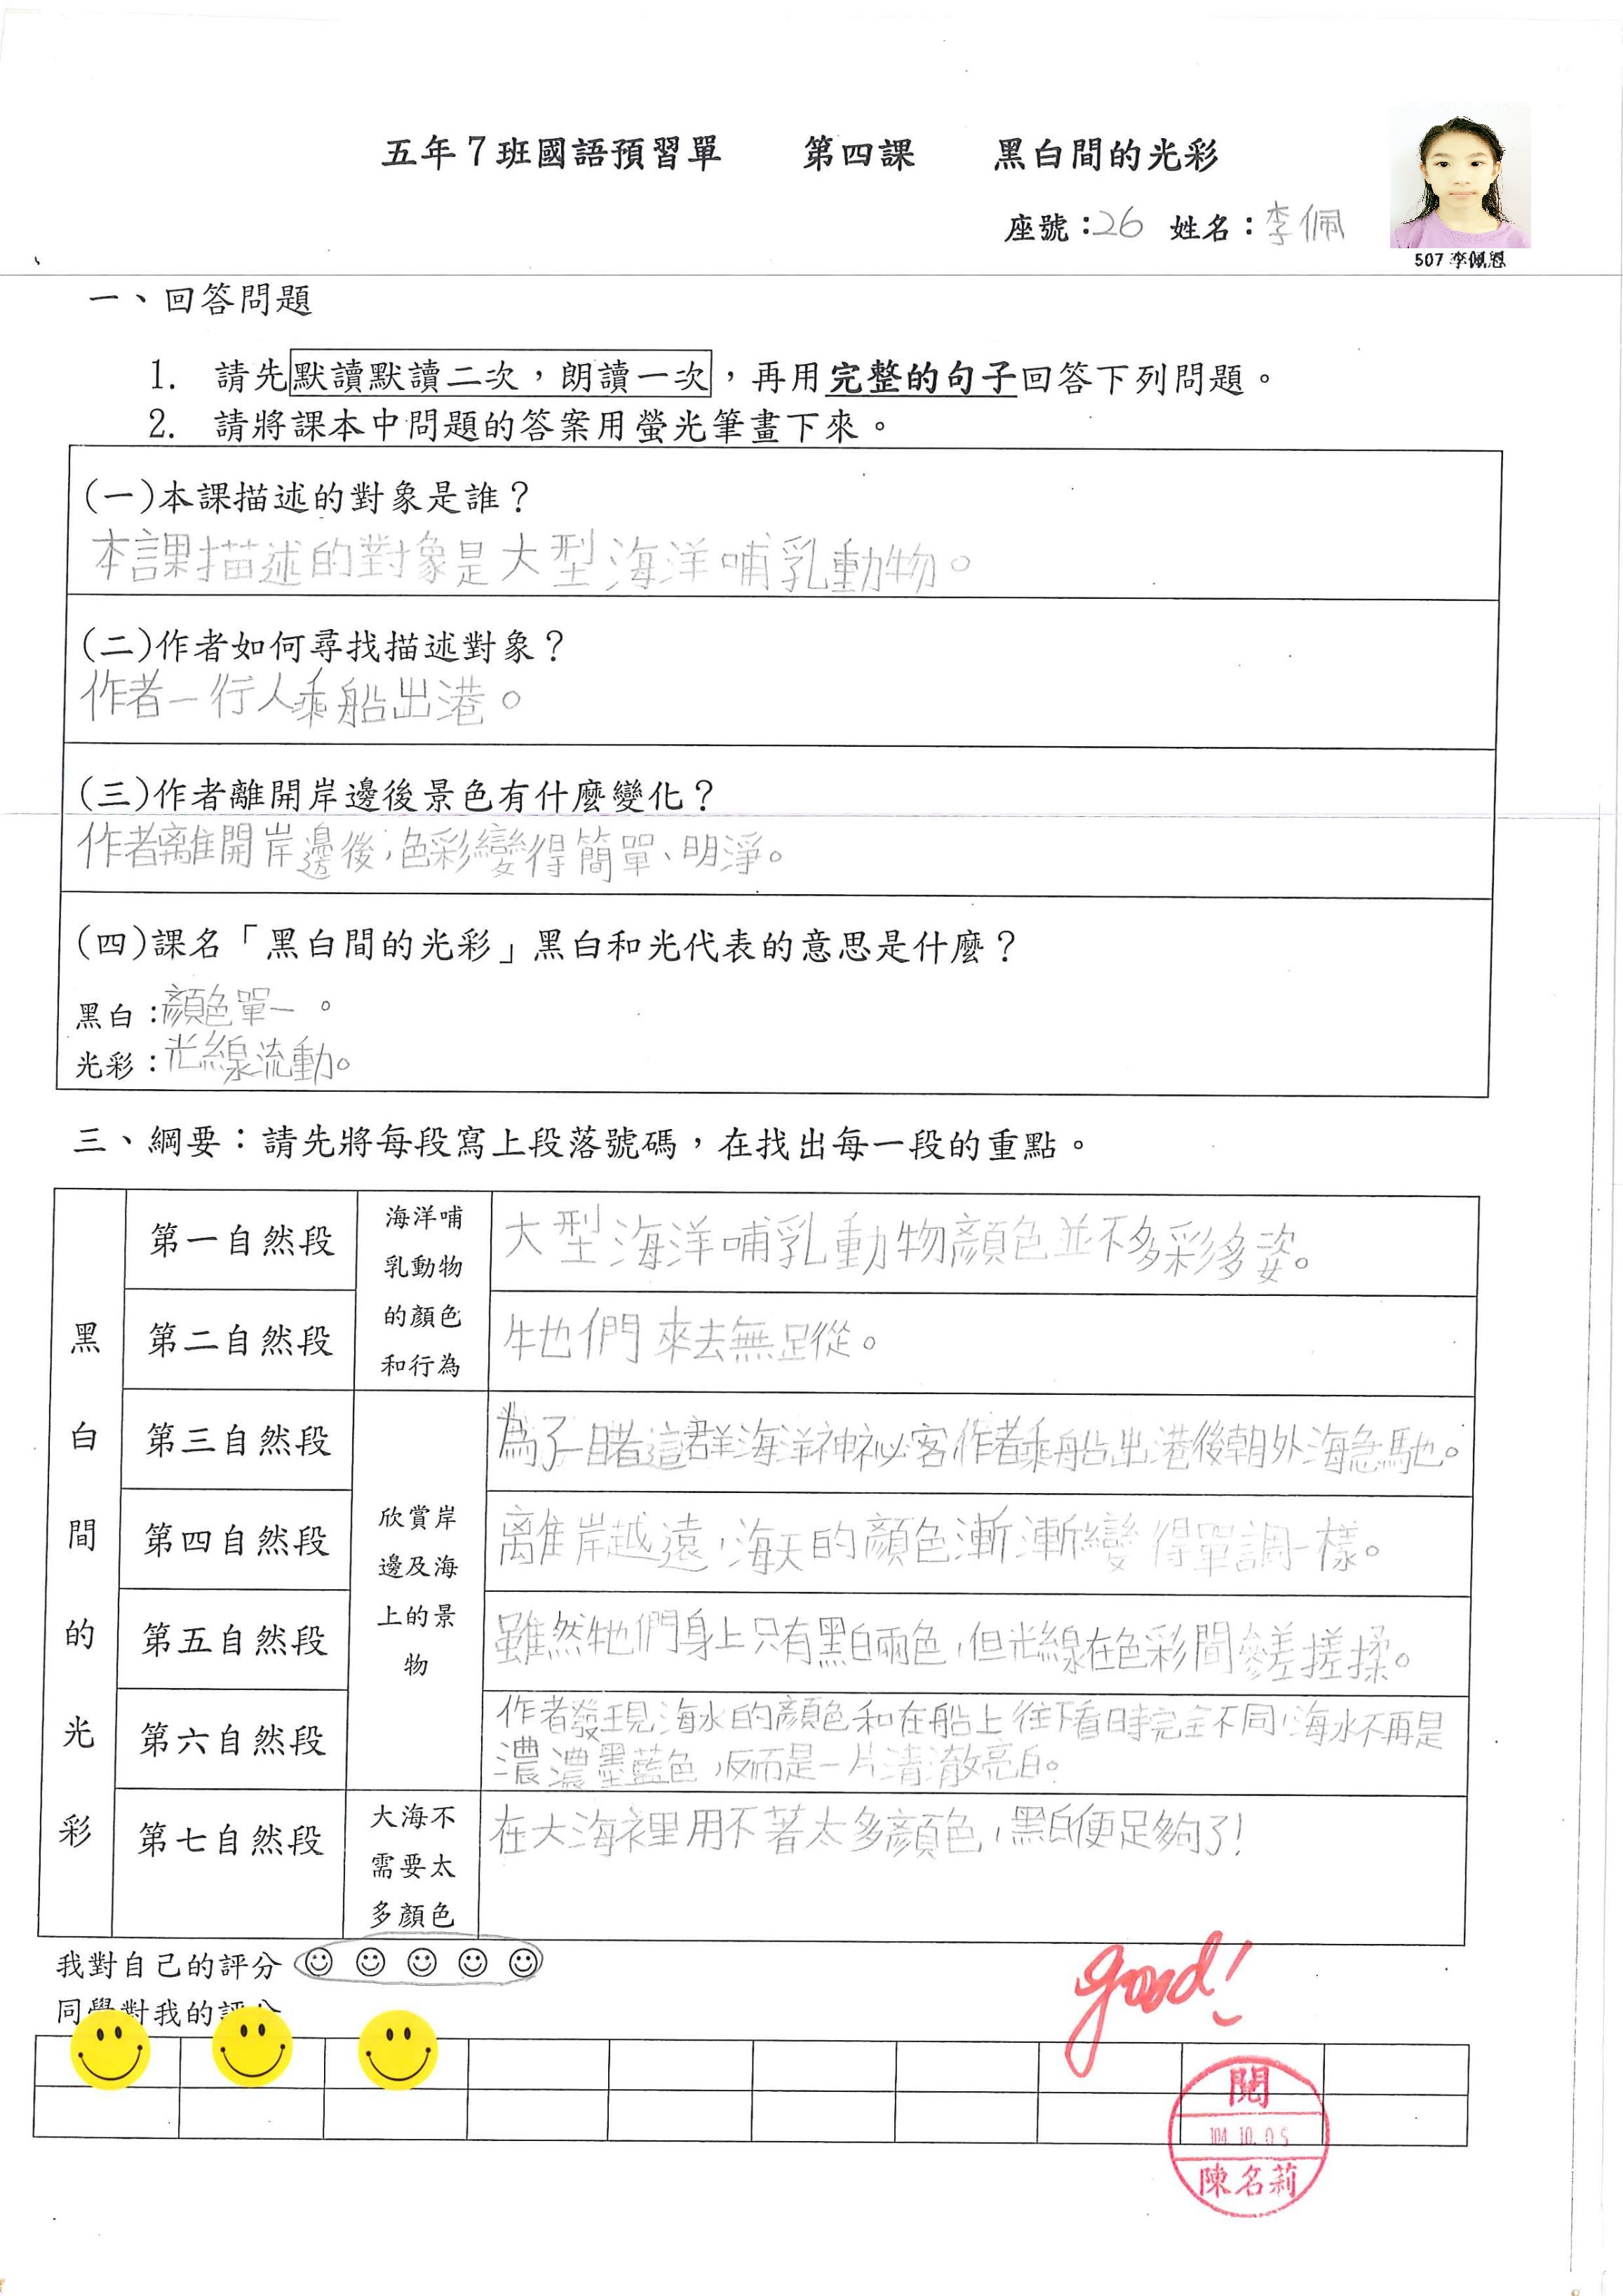 五年7班國語預習單 第四課 黑白間的光彩
座號：26 姓名：李佩
507 李佩恩
一、回答問題
1. 請先默讀默讀二次，朗讀一次，再用完整的句子回答下列問題。
2. 請將課本中問題的答案用螢光筆畫下來。
(一)本課描述的對象是誰？
本課描述的對像是大型海洋哺乳動物。
(二)作者如何尋找描述對象？
作者一行人乘船出港。
(三)作者離開岸邊後景色有什麼變化？
作者離開岸邊後，色彩變得簡單、明淨。
(四)課名「黑白間的光彩」黑白和光代表的意思是什麼？
黑白：顏色單一。
光彩：光線流動。
三、綱要：請先將每段寫上段落號碼，在找出每一段的重點。
黑白間的光彩
第一自然段
海洋哺
乳動物
的顏色
和行為
大型海洋哺乳動物顏色並不多彩多姿。
第二自然段
牠們來去無足從。
第三自然段
欣賞岸
邊及海
上的景
物
為了一睹這群海洋神祕客作者乘船出港後朝外海急馳。
第四自然段
離岸越遠，海天的顏色漸漸變得單調一樣。
第五自然段
雖然牠們身上只有黑白兩色，但光線在色彩間參差搓揉。
第六自然段
作者發現海水的顏色和在船上往下看時完全不同，海水不再是
濃濃墨藍色，反而是一片清澈亮白。
第七自然段
大海不
需要太
多顏色
在大海裡用不著太多顏色，黑白便足夠了！
我對自己的評分 ☺ ☺ ☺ ☺ ☺
同學對我的評分
good!
閱
104.10.05
陳名莉